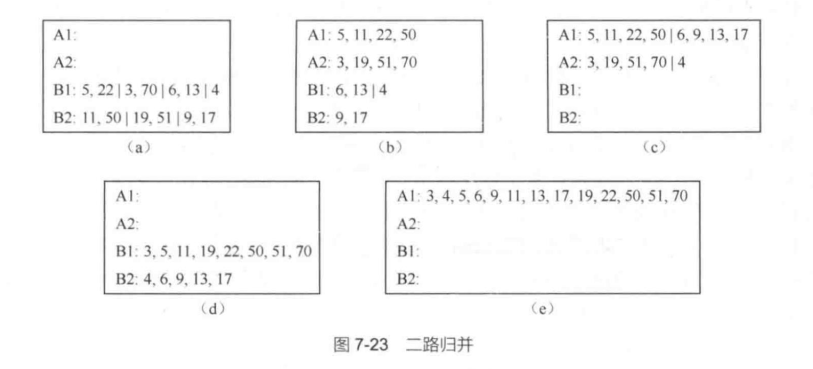 A1:
A2:
B1: 5, 22 | 3, 70 | 6, 13 | 4
B2: 11, 50 | 19, 51 | 9, 17
(a)
A1: 5, 11, 22, 50
A2: 3, 19, 51, 70
B1: 6, 13 | 4
B2: 9, 17
(b)
A1: 5, 11, 22, 50 | 6, 9, 13, 17
A2: 3, 19, 51, 70 | 4
B1:
B2:
(c)
A1:
A2:
B1: 3, 5, 11, 19, 22, 50, 51, 70
B2: 4, 6, 9, 13, 17
(d)
A1: 3, 4, 5, 6, 9, 11, 13, 17, 19, 22, 50, 51, 70
A2:
B1:
B2:
(e)
图 7-23 二路归并